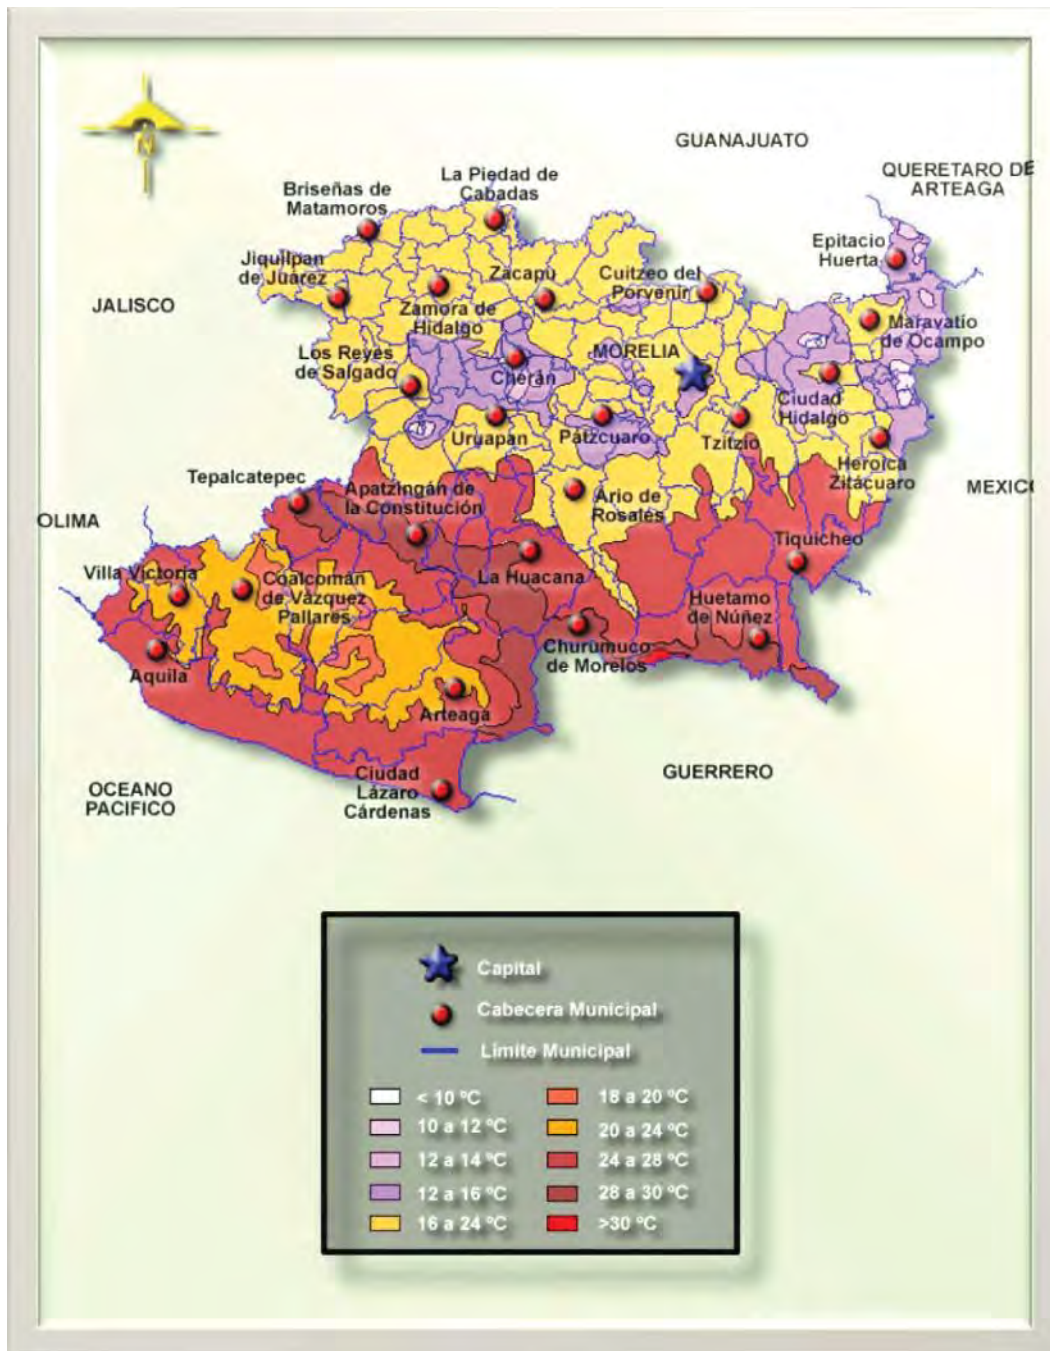 N
GUANAJUATO
QUERETARO DE
ARTEAGA
La Piedad de
Cabadas
Briseñas de
Matamoros
Epitacio
Huerta
Jiquilpan
de Juárez
Zacapu
Cuitzeo del
Porvenir
JALISCO
Zamora de
Hidalgo
Maravatío
de Ocampo
Los Reyes
de Salgado
MORELIA
Cherán
Ciudad
Hidalgo
Uruapan
Pátzcuaro
Tzitzio
Heroica
Zitácuaro
Tepalcatepec
Apatzingán de
la Constitución
Ario de
Rosales
MEXICO
OLIMA
Tiquicheo
Villa Victoria
Coalcomán
de Vázquez
Pallares
La Huacana
Huetamo
de Núñez
Churumuco
de Morelos
Aquila
Arteaga
GUERRERO
OCEANO
PACIFICO
Ciudad
Lázaro
Cárdenas
Capital
Cabecera Municipal
Límite Municipal
< 10 ºC
18 a 20 ºC
10 a 12 ºC
20 a 24 ºC
12 a 14 ºC
24 a 28 ºC
12 a 16 ºC
28 a 30 ºC
16 a 24 ºC
>30 ºC